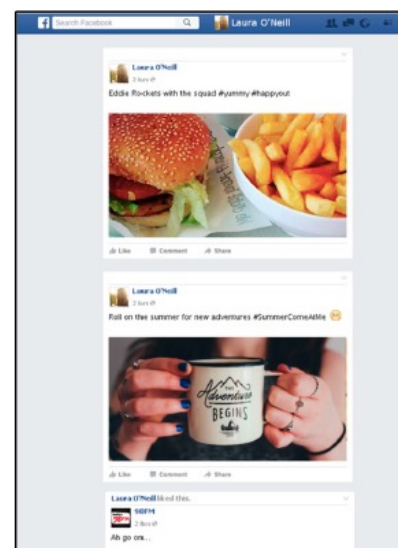 Search Facebook
Laura O'Neill
Laura O'Neill
Eddie Rockets with the squad #yummy #happyout
Like Comment Share
Laura O'Neill
Roll on the summer for new adventures #SummerComeAtMe
THE
Adventure
BEGINS
Like Comment Share
Laura O'Neill liked this.
98FM
Ah go on...